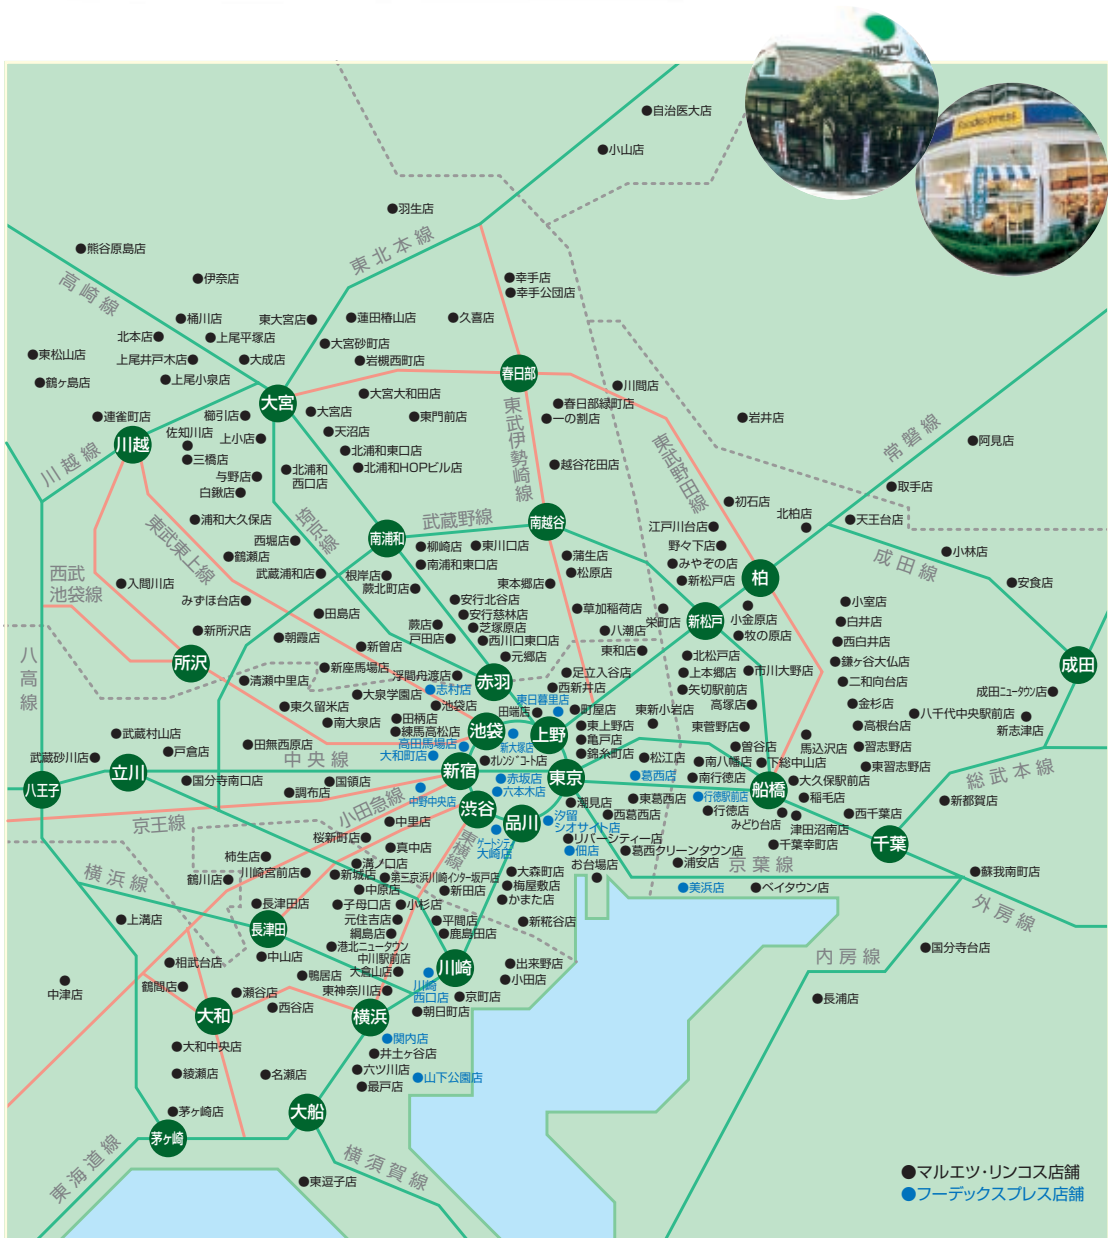 マルエツ
foodexpress
●自治医大店
●小山店
●羽生店
●熊谷原島店
東北本線
高崎線
●伊奈店
●幸手店
●幸手公団店
●桶川店
東大宮店●
●蓮田椿山店
●久喜店
北本店●
●上尾平塚店
●大宮砂町店
●東松山店
上尾井戸木店●
●大成店
●岩槻西町店
●鶴ヶ島店
●上尾小泉店
春日部
●川間店
大宮
●大宮大和田店
●春日部緑町店
●一の割店
●連雀町店
櫛引店●
●大宮店
●東門前店
●岩井店
佐知川店
●
上小店●
●天沼店
東武伊勢崎線
東武野田線
常磐線
●阿見店
川越
●三橋店
●北浦和東口店
川越線
与野店●
●北浦和
西口店
●北浦和HOPビル店
●越谷花田店
白鍬店●
●取手店
●初石店
埼京線
武蔵野線
南越谷
●浦和大久保店
江戸川台店●
北柏店
●
●天王台店
東武東上線
西堀店●
南浦和
●柳崎店
●東川口店
野々下店●
成田線
●鶴瀬店
●南浦和東口店
●蒲生店
●みやぞの店
●小林店
西武
池袋線
●入間川店
武蔵浦和店●
根岸店●
●松原店
●新松戸店
柏
●安食店
蕨北町店●
東本郷店●
みずほ台店●
●安行北谷店
●草加稲荷店
●
栄町店
●
小金原店
●小室店
●田島店
●安行慈林店
新松戸
●白井店
●新所沢店
●朝霞店
蕨店●
●芝塚原店
●八潮店
●牧の原店
●西白井店
戸田店●
●西川口東口店
東和店●
八高線
●新曽店
●元郷店
●北松戸店
●鎌ヶ谷大仏店
所沢
●新座馬場店
浮間舟渡店●
●足立入谷店
●上本郷店
●市川大野店
成田
●清瀬中里店
●志村店
赤羽
●西新井店
●矢切駅前店
●二和向台店
●大泉学園店
●池袋店
東日暮里店
●
成田ニュータウン店●
●東久留米店
田端店●
●町屋店
東新小岩店
●
高塚店●
●金杉店
●田柄店
●八千代中央駅前店
●南大泉店
●練馬高松店
池袋
上野
●東上野店
東菅野店●
●高根台店
●
新志津店
●武蔵村山店
●田無西原店
高田馬場店●
●
新大塚店
●亀戸店
●曽谷店
●
馬込沢店
●習志野店
●戸倉店
中央線
大和町店●
●オレンジコート店
●錦糸町店
●松江店
●南八幡店
●下総中山店
●東習志野店
武蔵砂川店●
立川
●国分寺南口店
●国領店
新宿
●赤坂店
東京
●葛西店
●南行徳店
●大久保駅前店
総武本線
八王子
●調布店
●
中野中央店
●六本木店
●潮見店
●東葛西店
●行徳駅前店
船橋
●稲毛店
●新都賀店
小田急線
渋谷
品川
●汐留
シオサイト店
●西葛西店
●行徳店
●西千葉店
京王線
●中里店
●
ゲートシティ
大崎店
みどり台店●
●
津田沼南店
桜新町店●
東横線
●リバーシティー店
●真中店
●佃店
●葛西クリーンタウン店
●千葉幸町店
千葉
横浜線
柿生店●
●溝ノ口店
お台場店
●
●浦安店
京葉線
川崎宮前店●
●新城店
●第三京浜川崎インター坂戸店
●大森町店
●蘇我南町店
鶴川店●
●中原店
●新田店
●梅屋敷店
●美浜店
●ベイタウン店
●長津田店
●子母口店
●小杉店
●かまた店
外房線
●上溝店
元住吉店●
●平間店
●新糀谷店
長津田
綱島店●
●鹿島田店
●中山店
●港北ニュータウン
中川駅前店
内房線
●国分寺台店
●相武台店
大倉山店●
川崎
●出来野店
●
中津店
●鴨居店
●
川崎
西口店
●小田店
鶴間店●
●瀬谷店
東神奈川店●
●京町店
●長浦店
●西谷店
●朝日町店
大和
横浜
●関内店
●大和中央店
●井土ヶ谷店
●綾瀬店
●名瀬店
●六ツ川店
●山下公園店
●最戸店
●茅ヶ崎店
大船
茅ヶ崎
横須賀線
東海道線
●東逗子店
●マルエツ・リンコス店舗
●フーデックスプレス店舗